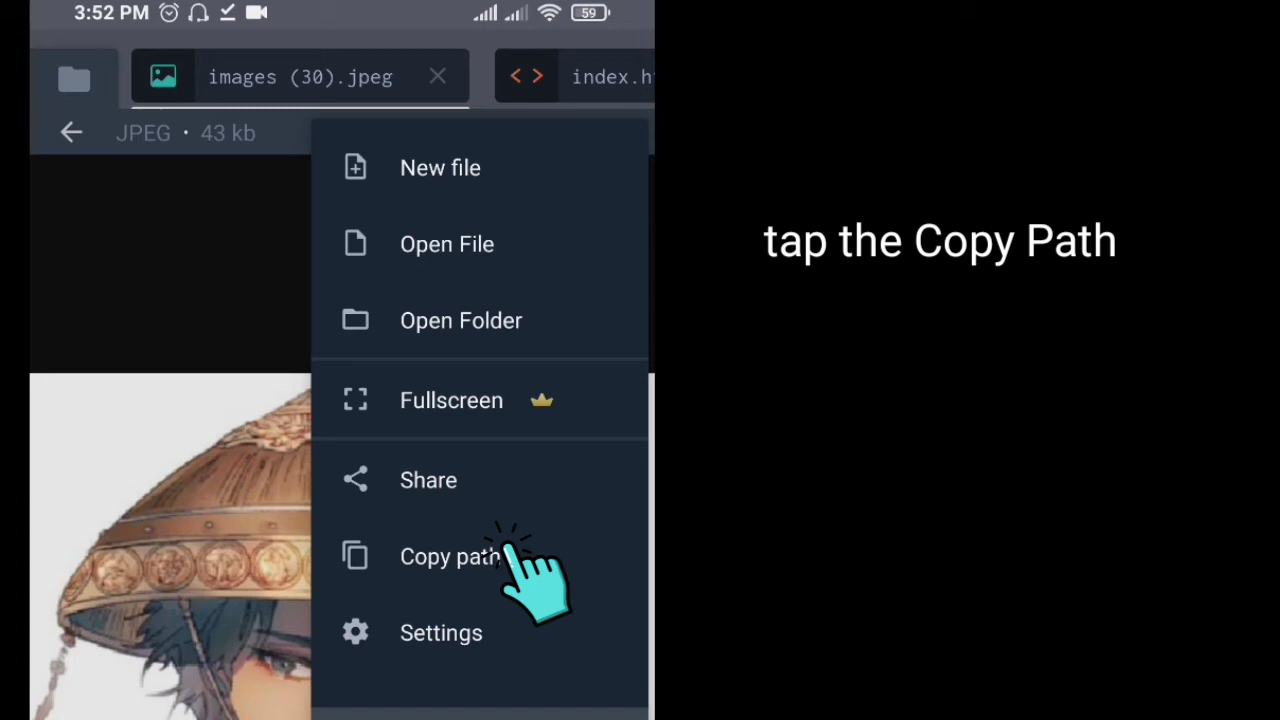 3:52 PM
59
images (30).jpeg
index.h
JPEG • 43 kb
New file
Open File
Open Folder
Fullscreen
Share
Copy path
Settings
tap the Copy Path